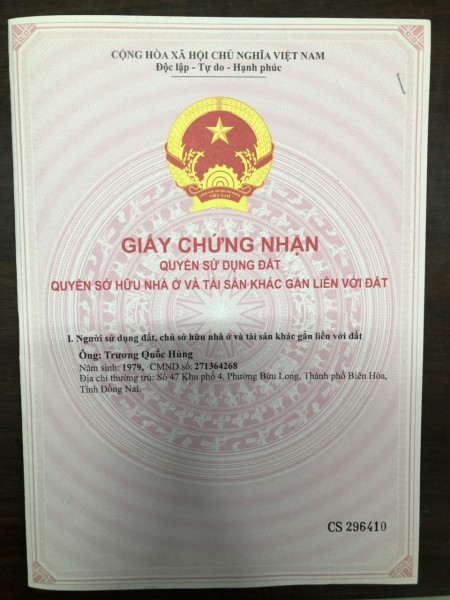 CỘNG HÒA XÃ HỘI CHỦ NGHĨA VIỆT NAM
Độc lập - Tự do - Hạnh phúc
VIỆT NAM
GIẤY CHỨNG NHẬN
QUYỀN SỬ DỤNG ĐẤT
QUYỀN SỞ HỮU NHÀ Ở VÀ TÀI SẢN KHÁC GẮN LIỀN VỚI ĐẤT
I. Người sử dụng đất, chủ sở hữu nhà ở và tài sản khác gắn liền với đất
Ông: Trương Quốc Hùng
Năm sinh: 1979, CMND số: 271364268
Địa chỉ thường trú: Số 47 Khu phố 4, Phường Bửu Long, Thành phố Biên Hòa,
Tỉnh Đồng Nai.
CS 296410